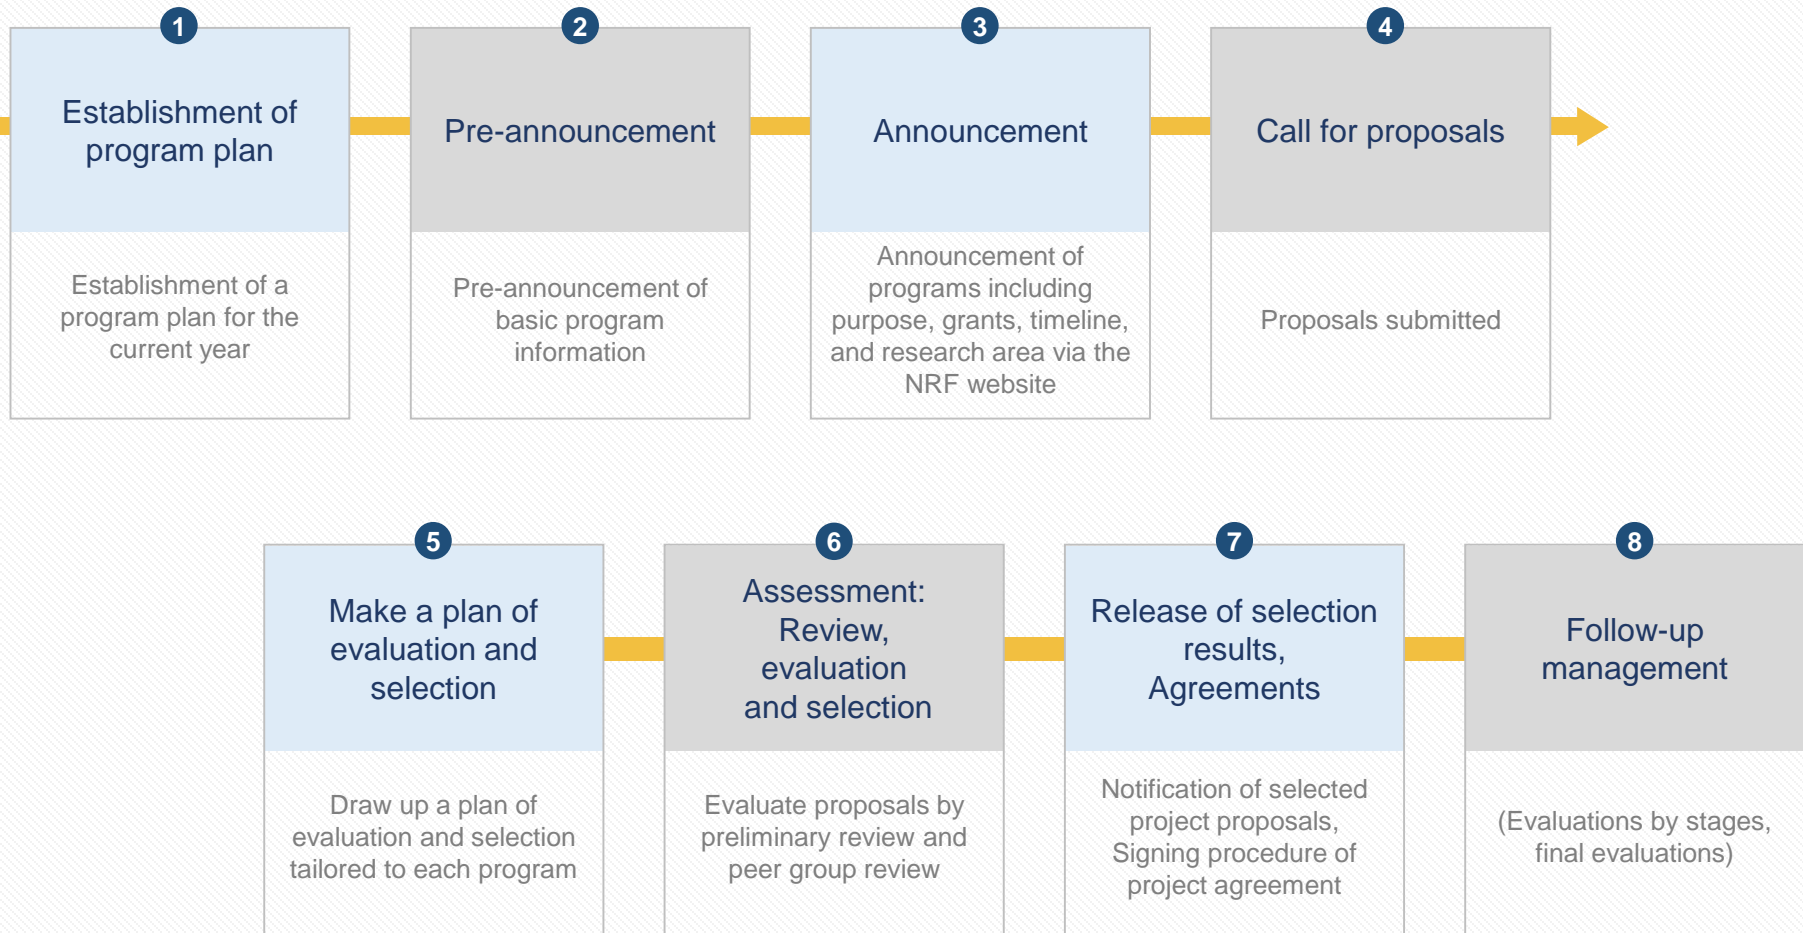 1
Establishment of
program plan
Establishment of a
program plan for the
current year
2
Pre-announcement
Pre-announcement of
basic program
information
3
Announcement
Announcement of
programs including
purpose, grants, timeline,
and research area via the
NRF website
4
Call for proposals
Proposals submitted
5
Make a plan of
evaluation and
selection
Draw up a plan of
evaluation and selection
tailored to each program
6
Assessment:
Review,
evaluation
and selection
Evaluate proposals by
preliminary review and
peer group review
7
Release of selection
results,
Agreements
Notification of selected
project proposals,
Signing procedure of
project agreement
8
Follow-up
management
(Evaluations by stages,
final evaluations)